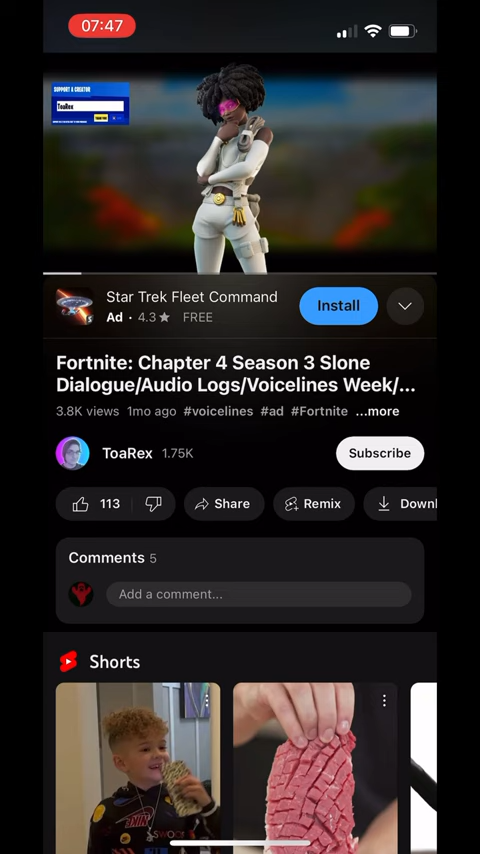 07:47
SUPPORT A CREATOR
ToaRex
Star Trek Fleet Command
Install
Ad · 4.3★ FREE
Fortnite: Chapter 4 Season 3 Slone
Dialogue/Audio Logs/Voicelines Week/...
3.8K views 1mo ago #voicelines #ad #Fortnite ...more
ToaRex 1.75K
Subscribe
113
Share
Remix
Downl
Comments 5
Add a comment...
Shorts